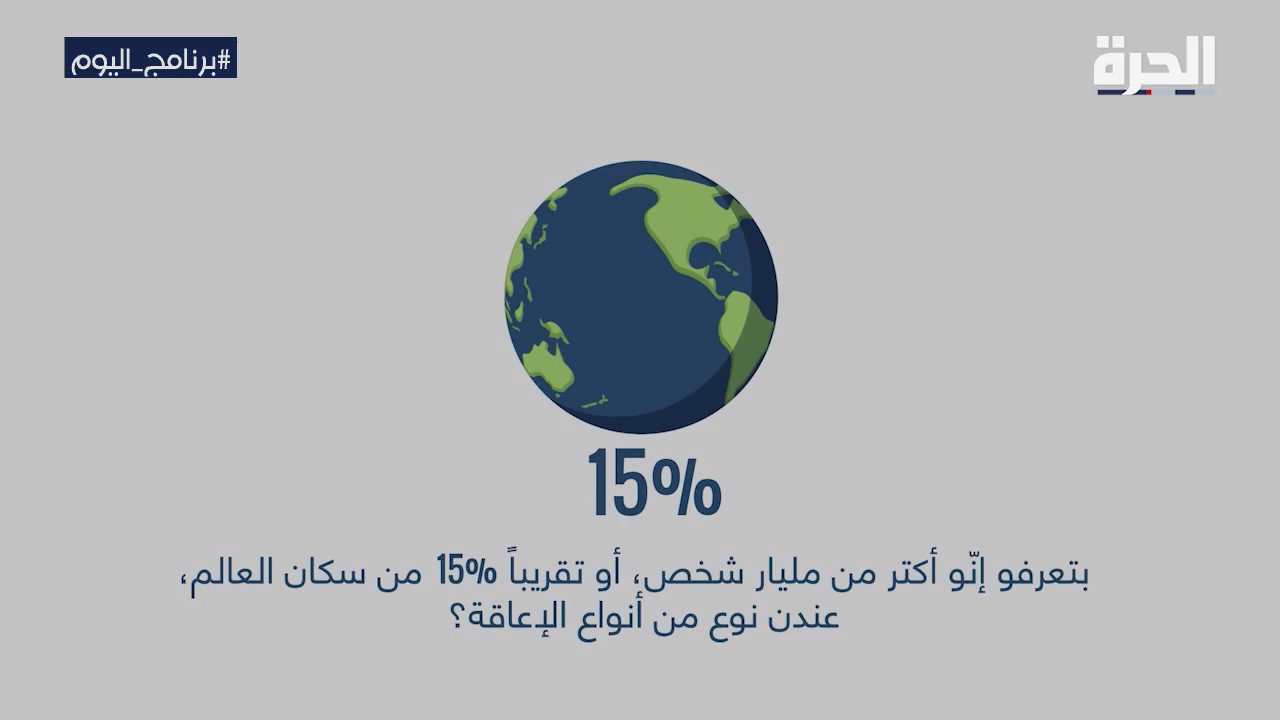 #برنامج_اليوم
الحرة
15%
بتعرفو إنّو أكتر من مليار شخص، أو تقريباً 15% من سكان العالم،
عندن نوع من أنواع الإعاقة؟